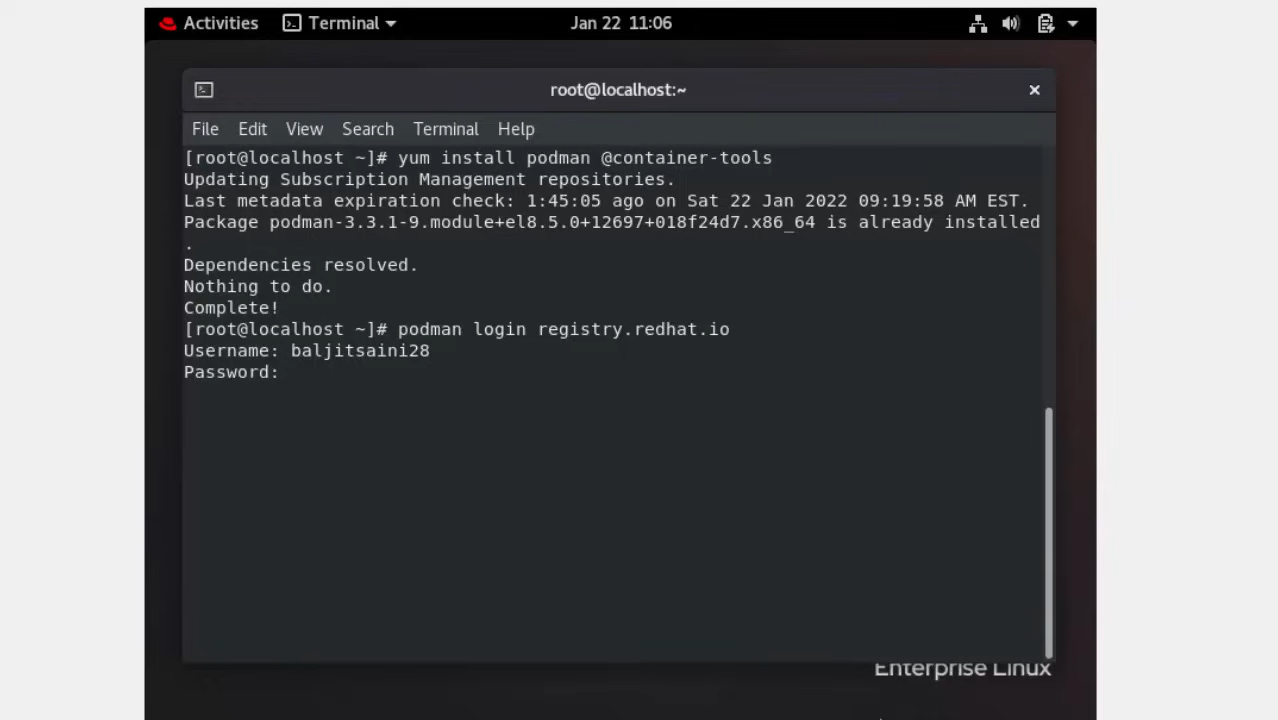 Activities Terminal Jan 22 11:06
root@localhost:~
File Edit View Search Terminal Help
[root@localhost ~]# yum install podman @container-tools
Updating Subscription Management repositories.
Last metadata expiration check: 1:45:05 ago on Sat 22 Jan 2022 09:19:58 AM EST.
Package podman-3.3.1-9.module+el8.5.0+12697+018f24d7.x86_64 is already installed
.
Dependencies resolved.
Nothing to do.
Complete!
[root@localhost ~]# podman login registry.redhat.io
Username: baljitsaini28
Password:
Enterprise Linux